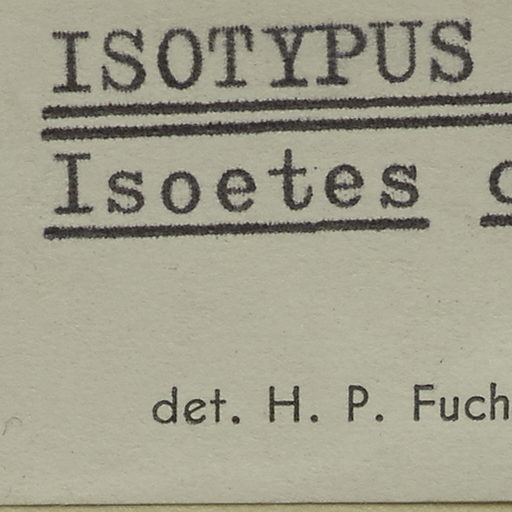 ISOTYPUS
Isoetes
det. H. P. Fuch